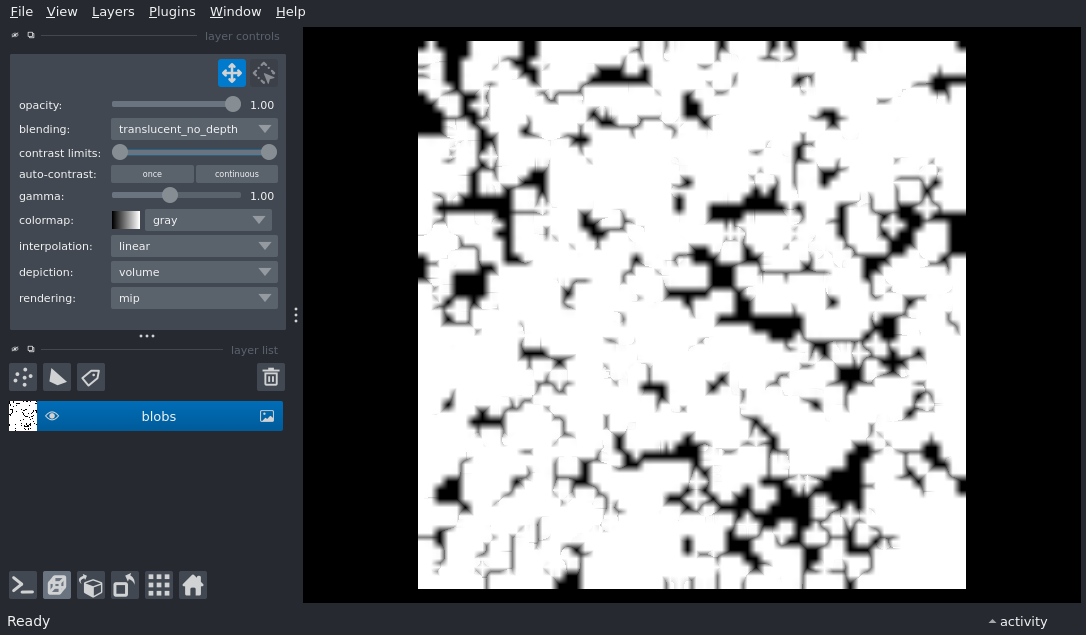 File View Layers Plugins Window Help
layer controls
opacity: 1.00
blending: translucent_no_depth
contrast limits:
auto-contrast: once continuous
gamma: 1.00
colormap: gray
interpolation: linear
depiction: volume
rendering: mip
layer list
blobs
Ready
activity